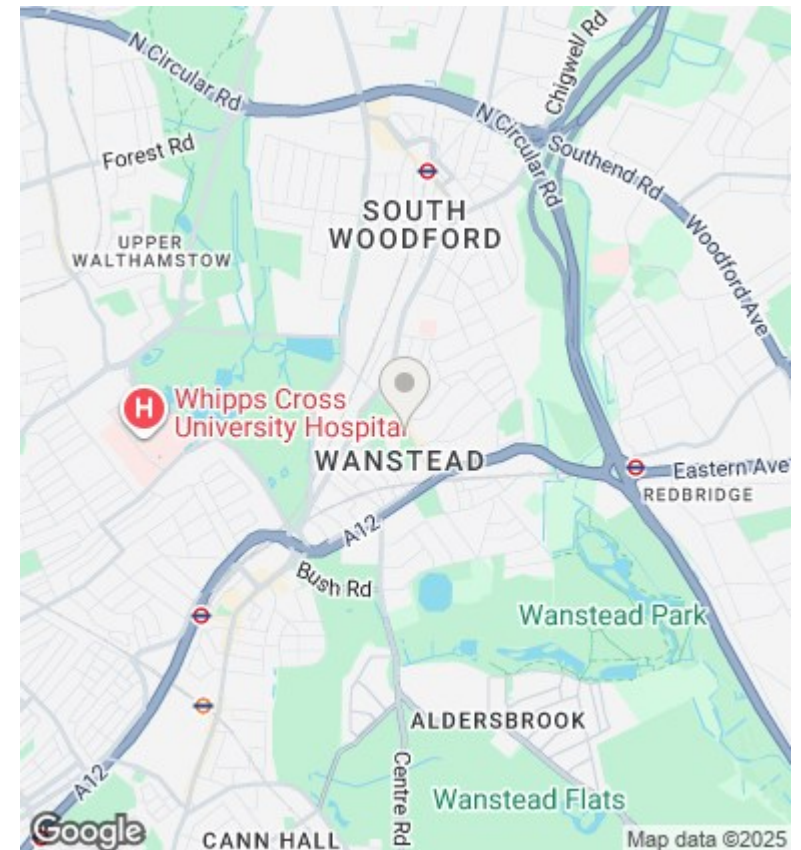 N Circular Rd
Chigwell Rd
N Circular Rd
Southend Rd
Forest Rd
SOUTH
WOODFORD
Woodford Ave
UPPER
WALTHAMSTOW
H
Whipps Cross
University Hospital
WANSTEAD
Eastern Ave
REDBRIDGE
A12
Bush Rd
Wanstead Park
ALDERSBROOK
Centre Rd
A12
Wanstead Flats
Google
CANN HALL
Map data ©2025